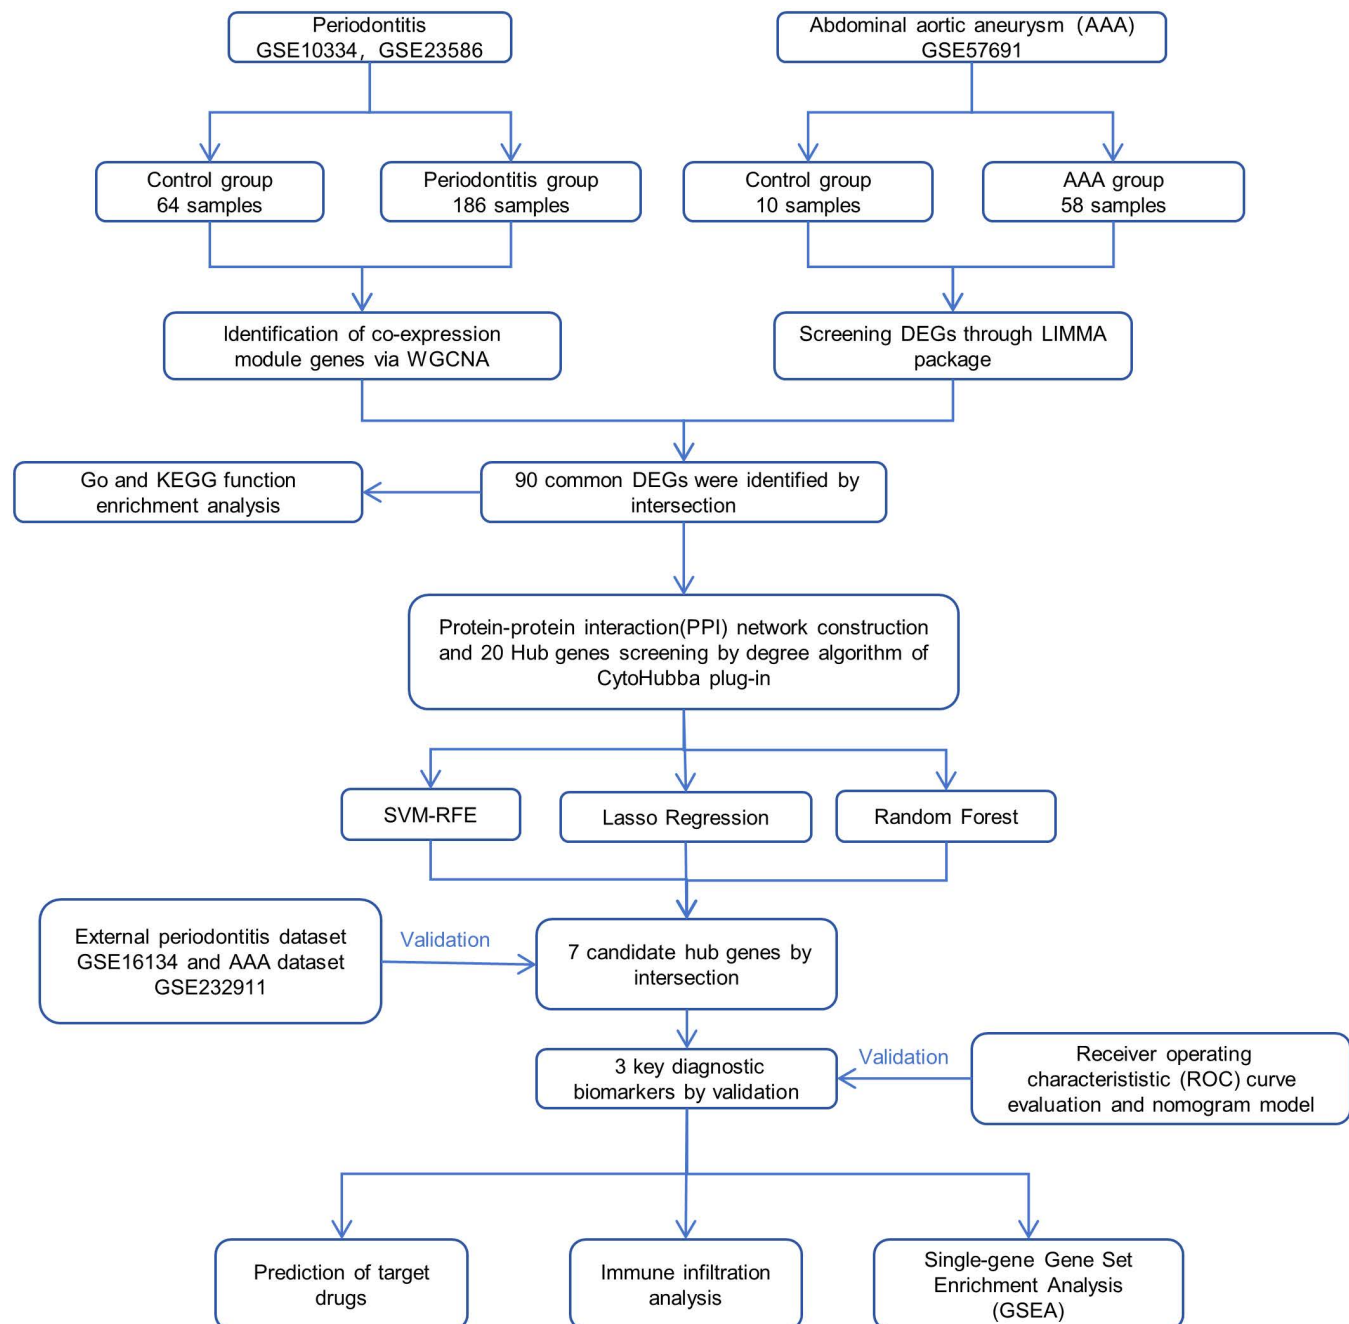 Periodontitis
GSE10334, GSE23586
Abdominal aortic aneurysm (AAA)
GSE57691
Control group
64 samples
Periodontitis group
186 samples
Control group
10 samples
AAA group
58 samples
Identification of co-expression
module genes via WGCNA
Screening DEGs through LIMMA
package
Go and KEGG function
enrichment analysis
90 common DEGs were identified by
intersection
Protein-protein interaction(PPI) network construction
and 20 Hub genes screening by degree algorithm of
CytoHubba plug-in
SVM-RFE
Lasso Regression
Random Forest
External periodontitis dataset
GSE16134 and AAA dataset
GSE232911
Validation
7 candidate hub genes by
intersection
3 key diagnostic
biomarkers by validation
Validation
Receiver operating
characterististic (ROC) curve
evaluation and nomogram model
Prediction of target
drugs
Immune infiltration
analysis
Single-gene Gene Set
Enrichment Analysis
(GSEA)